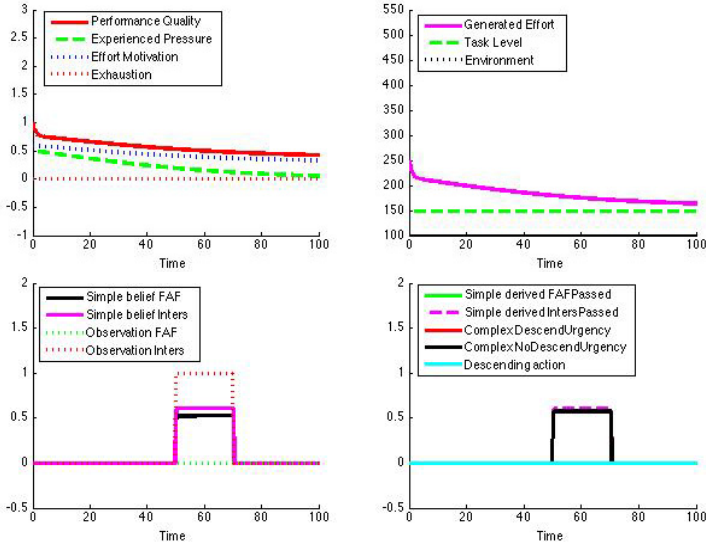 3
2.5
2
1.5
1
0.5
0
-0.5
-1
Performance Quality
Experienced Pressure
Effort Motivation
Exhaustion
0 20 40 60 80 100
Time
550
500
450
400
350
300
250
200
150
100
Generated Effort
Task Level
Environment
0 20 40 60 80 100
Time
2
1.5
1
0.5
0
-0.5
Simple belief FAF
Simple belief Inters
Observation FAF
Observation Inters
0 20 40 60 80 100
Time
2
1.5
1
0.5
0
-0.5
Simple derived FAFPassed
Simple derived IntersPassed
ComplexDescendUrgency
ComplexNoDescendUrgency
Descending action
0 20 40 60 80 100
Time